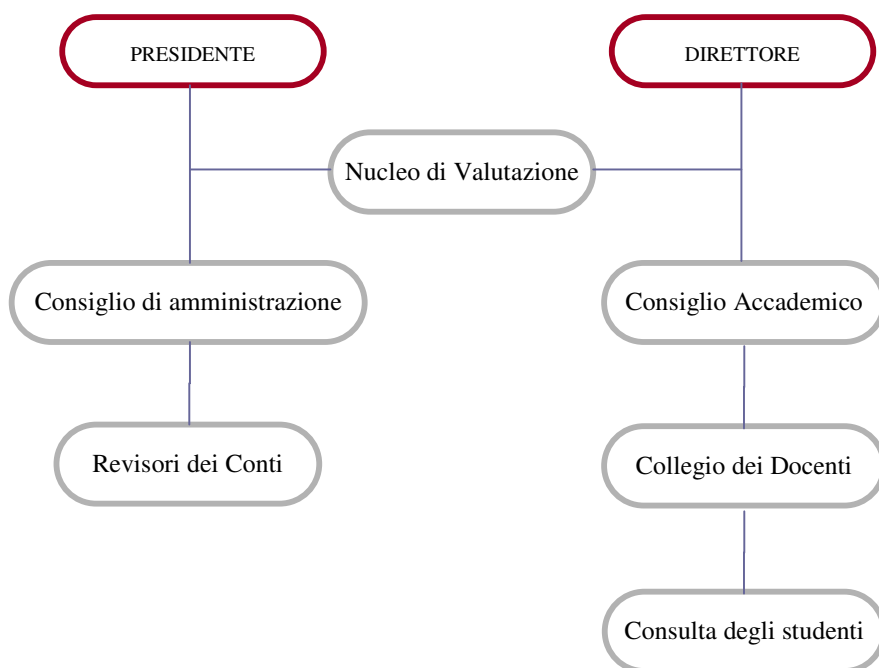 PRESIDENTE
DIRETTORE
Nucleo di Valutazione
Consiglio di amministrazione
Consiglio Accademico
Revisori dei Conti
Collegio dei Docenti
Consulta degli studenti